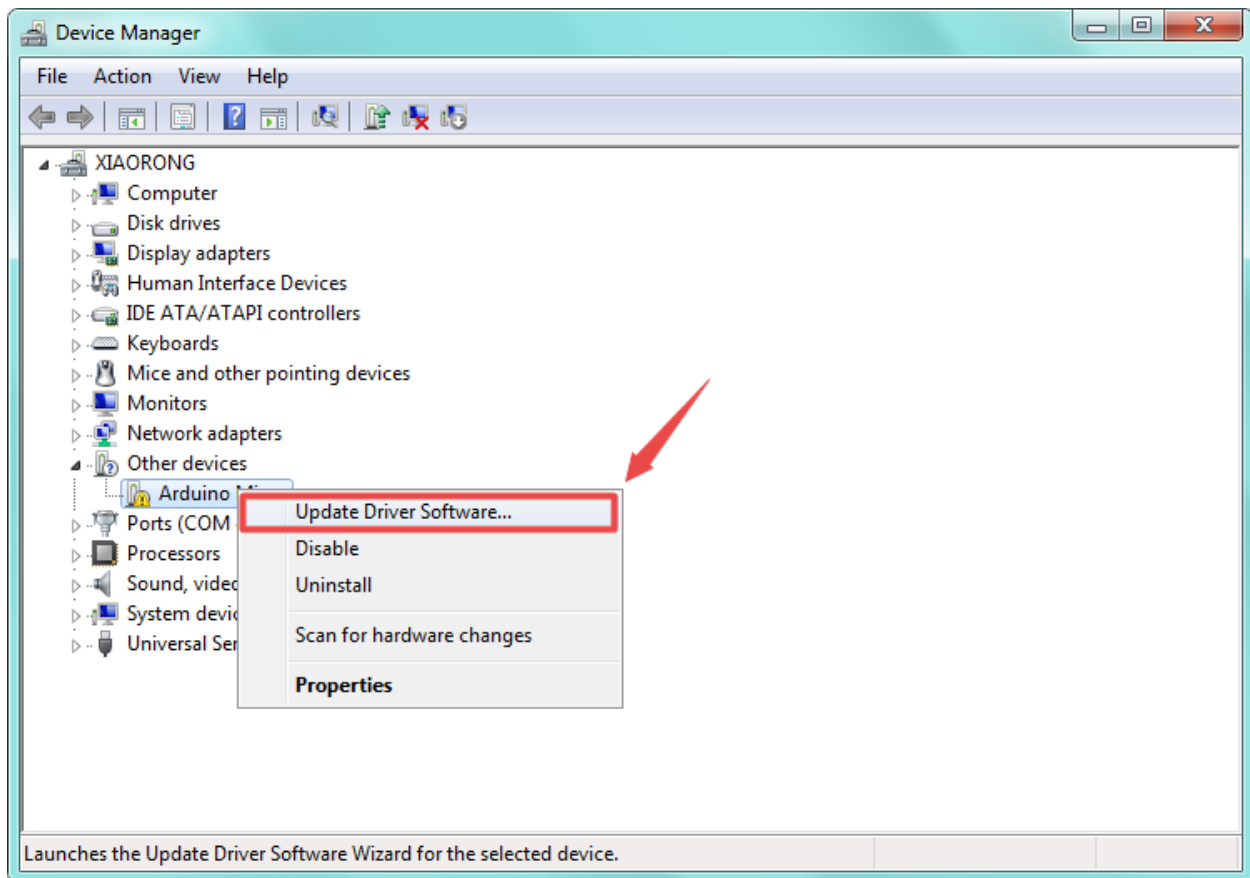 Device Manager
File Action View Help
XIAORONG
Computer
Disk drives
Display adapters
Human Interface Devices
IDE ATA/ATAPI controllers
Keyboards
Mice and other pointing devices
Monitors
Network adapters
Other devices
Arduino
Ports (COM
Processors
Sound,
System
Universal
Update Driver Software...
Disable
Uninstall
Scan for hardware changes
Properties
Launches the Update Driver Software Wizard for the selected device.